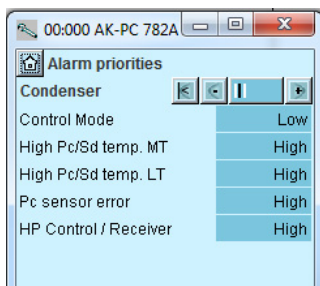 00:000 AK-PC 782A
Alarm priorities
Condenser
Control Mode Low
High Pc/Sd temp. MT High
High Pc/Sd temp. LT High
Pc sensor error High
HP Control / Receiver High